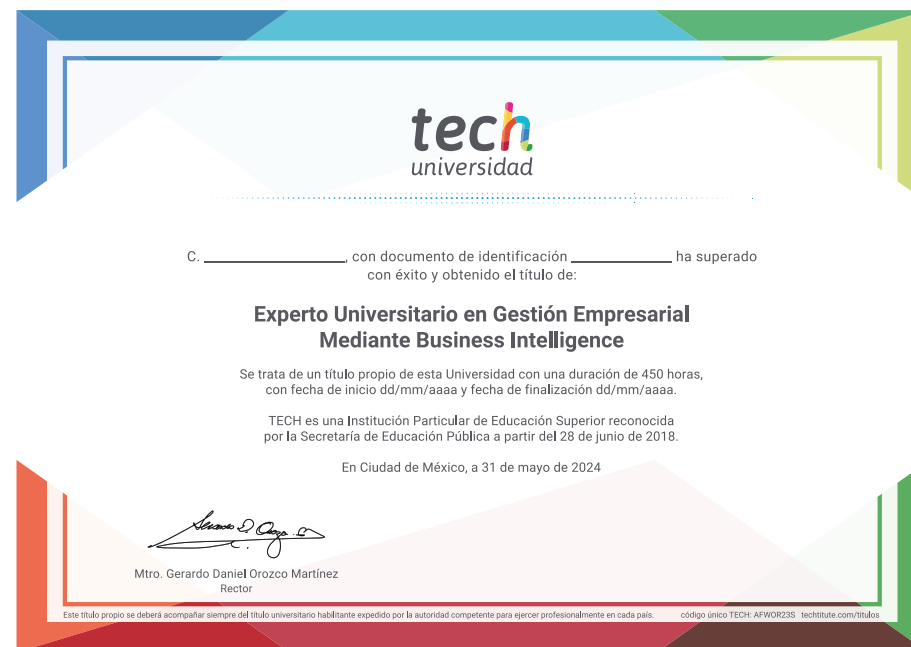 tech
universidad
C. ____________, con documento de identificación ____________ ha superado
con éxito y obtenido el título de:
Experto Universitario en Gestión Empresarial
Mediante Business Intelligence
Se trata de un título propio de esta Universidad con una duración de 450 horas,
con fecha de inicio dd/mm/aaaa y fecha de finalización dd/mm/aaaa.
TECH es una Institución Particular de Educación Superior reconocida
por la Secretaría de Educación Pública a partir del 28 de junio de 2018.
En Ciudad de México, a 31 de mayo de 2024
Mtro. Gerardo Daniel Orozco Martínez
Rector
Este título propio se deberá acompañar siempre del título universitario habilitante expedido por la autoridad competente para ejercer profesionalmente en cada país. código único TECH: AFWOR23S techtitute.com/titulos